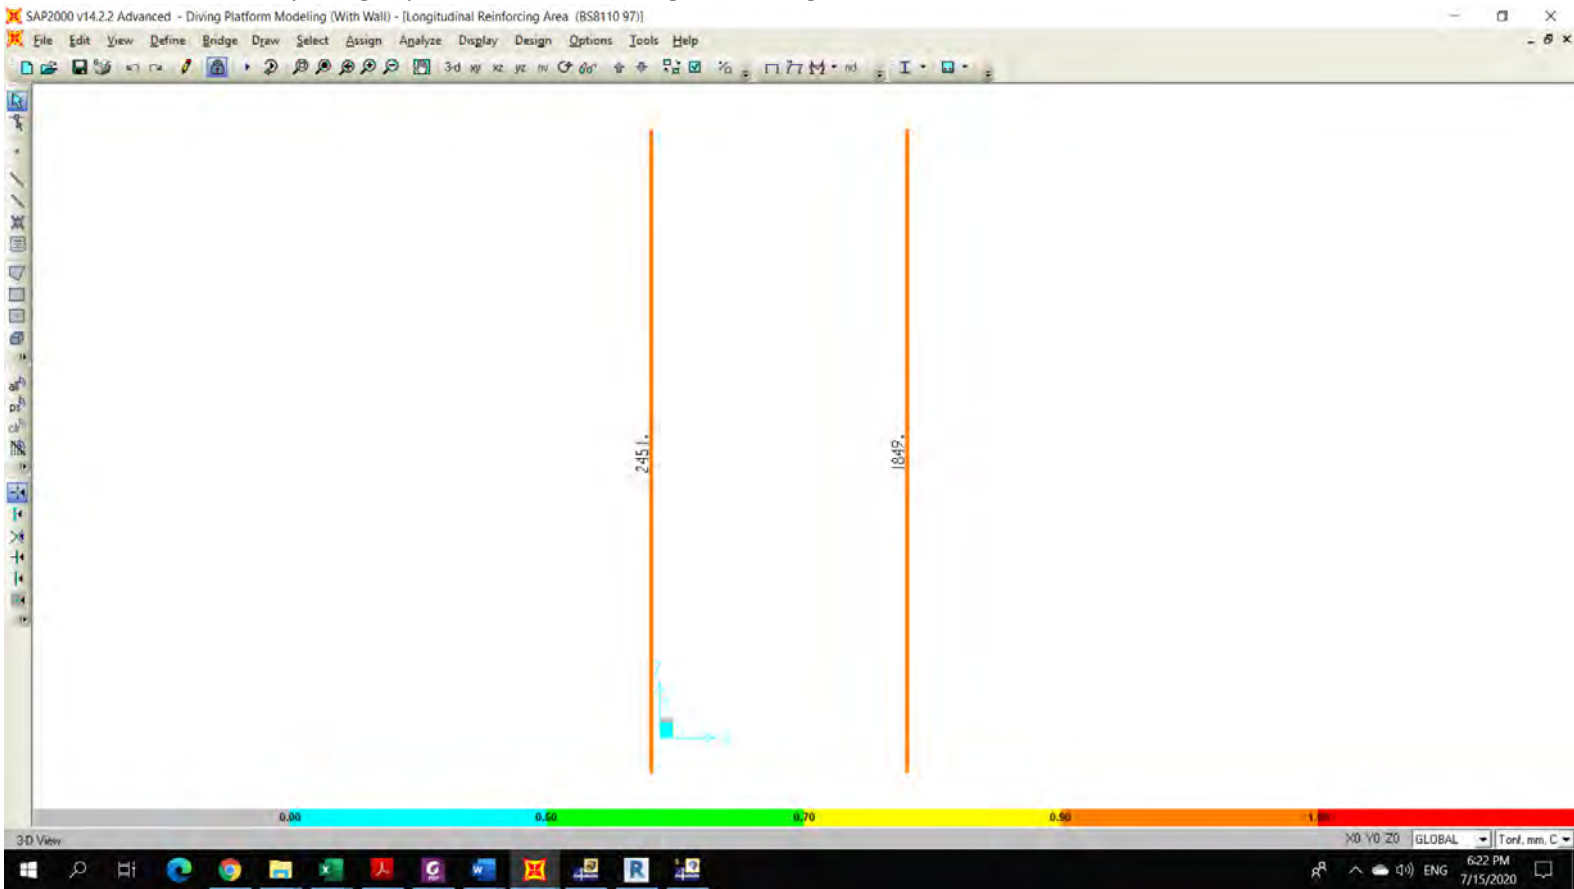 SAP2000 v14.2.2 Advanced - Diving Platform Modeling (With Wall) - [Longitudinal Reinforcing Area (BS8110 97)]
File Edit View Define Bridge Draw Select Assign Analyze Display Design Options Tools Help
3-d xy xz yz nv nd
2451.
1849.
0.00 0.50 0.70 0.90
3-D View
X0 Y0 Z0 GLOBAL Tonf, mm, C
6:22 PM
ENG
7/15/2020